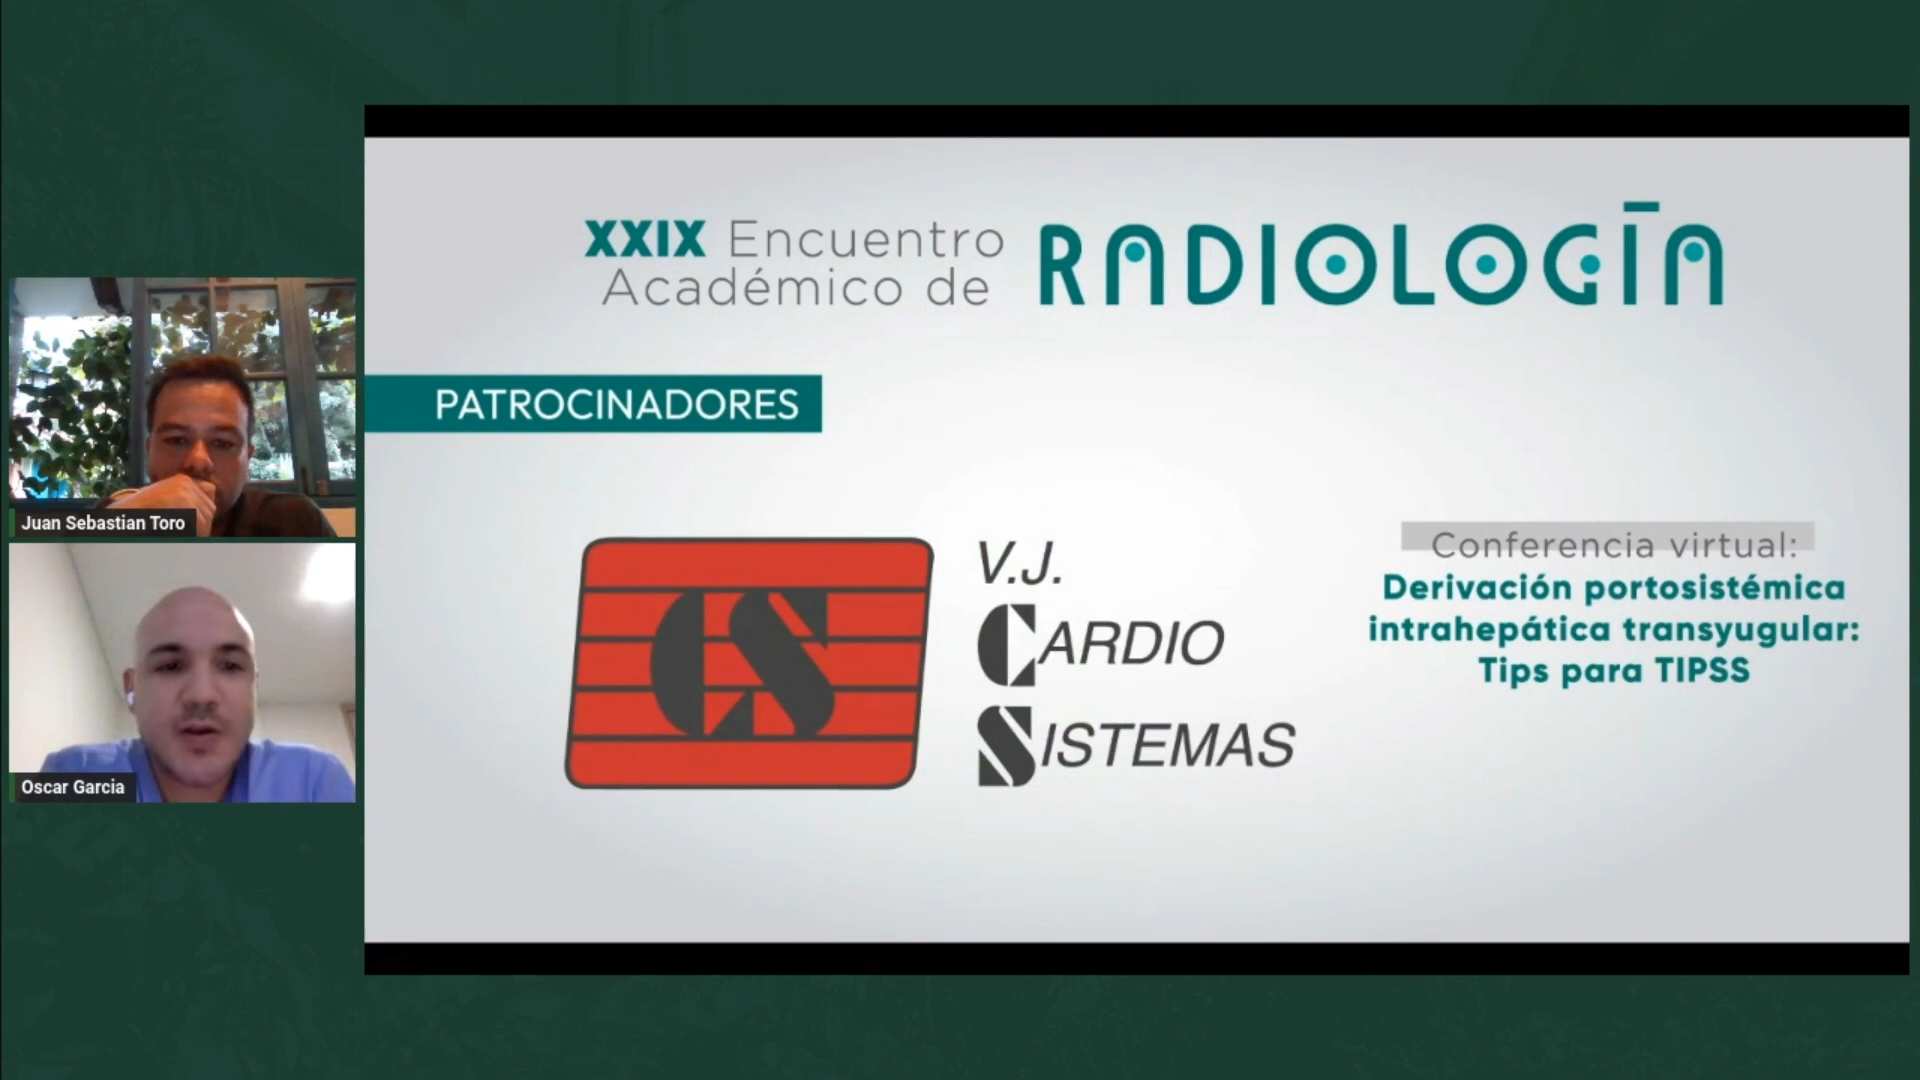 XXIX Encuentro
Académico de
RADIOLOGÍA
PATROCINADORES
CS
V.J.
CARDIO
SISTEMAS
Conferencia virtual:
Derivación portosistémica
intrahepática transyugular:
Tips para TIPSS
Juan Sebastian Toro
Oscar Garcia